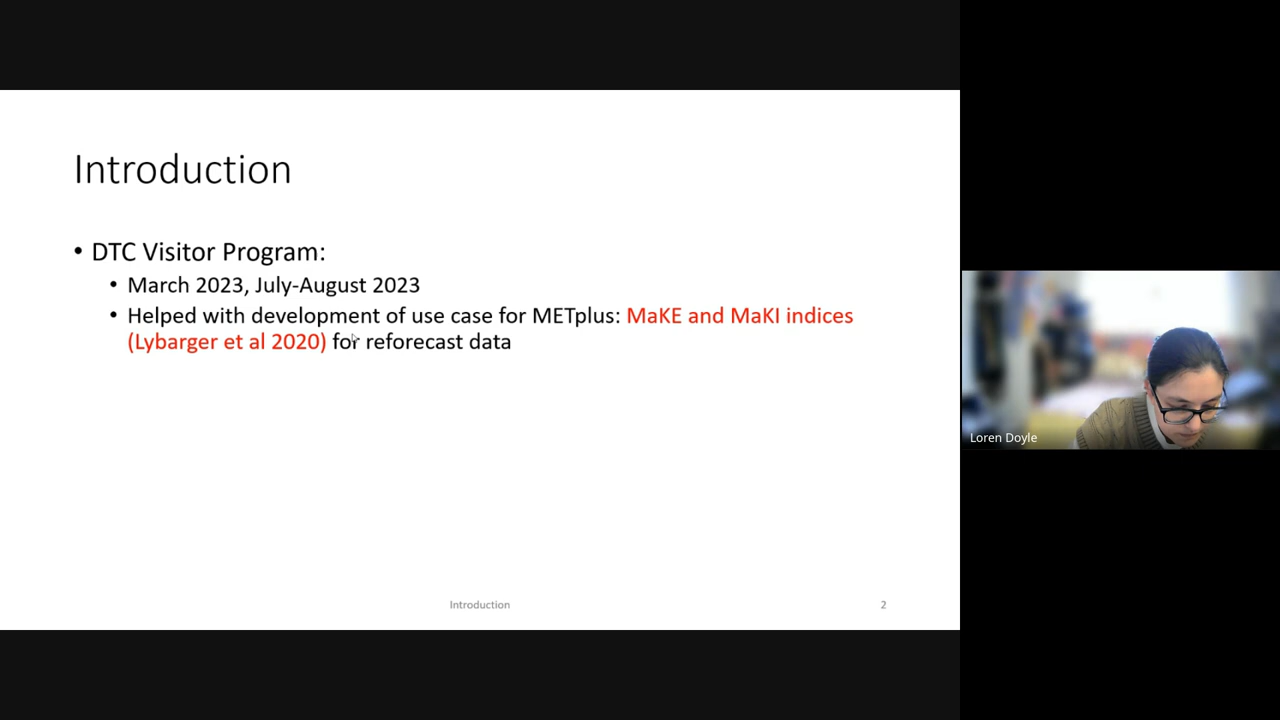 Introduction
• DTC Visitor Program:
• March 2023, July-August 2023
• Helped with development of use case for METplus: MaKE and MaKI indices
(Lybarger et al 2020) for reforecast data
Introduction
2
Loren Doyle